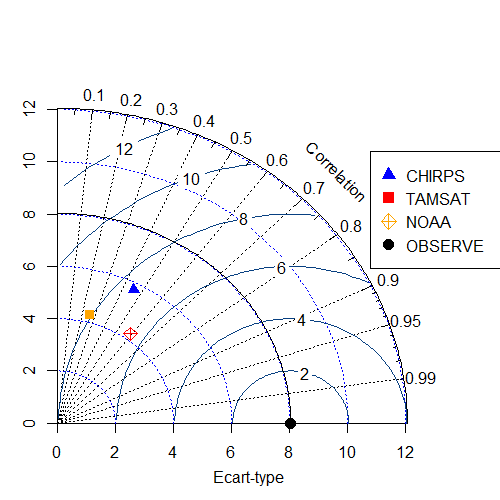 0.1 0.2 0.3 0.4 0.5 0.6 0.7 0.8 0.9 0.95 0.99
Correlation
12 10 8 6 4 2
CHIRPS
TAMSAT
NOAA
OBSERVE
12
10
8
6
4
2
0
0 2 4 6 8 10 12
Ecart-type